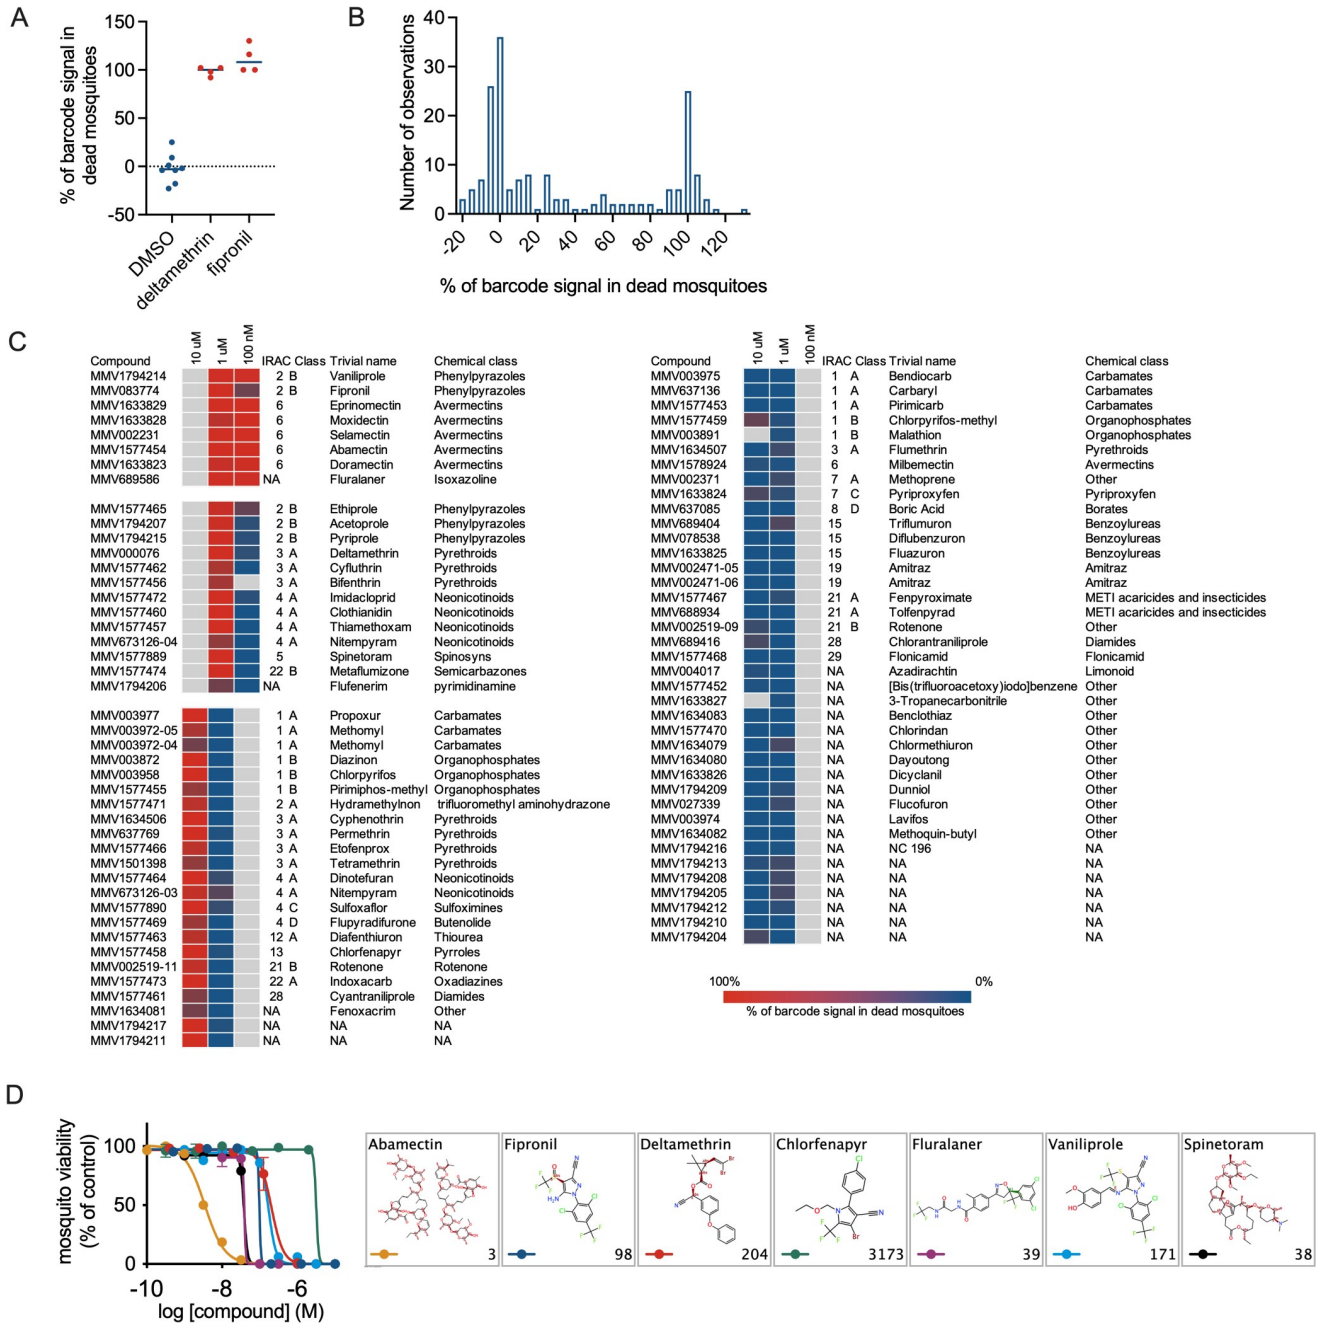 A
% of barcode signal in
dead mosquitoes
150
100
50
0
-50
DMSO
deltamethrin
fipronil
B
Number of observations
40
30
20
10
0
-20
0
20
40
60
80
100
120
% of barcode signal in dead mosquitoes
C
Compound 10 uM 1 uM 100 nM IRAC Class Trivial name Chemical class
MMV1794214 2 B Vaniliprole Phenylpyrazoles
MMV083774 2 B Fipronil Phenylpyrazoles
MMV1633829 6 Eprinomectin Avermectins
MMV1633828 6 Moxidectin Avermectins
MMV002231 6 Selamectin Avermectins
MMV1577454 6 Abamectin Avermectins
MMV1633823 6 Doramectin Avermectins
MMV689586 NA Fluralaner Isoxazoline
MMV1577465 2 B Ethiprole Phenylpyrazoles
MMV1794207 2 B Acetoprole Phenylpyrazoles
MMV1794215 2 B Pyriprole Phenylpyrazoles
MMV000076 3 A Deltamethrin Pyrethroids
MMV1577462 3 A Cyfluthrin Pyrethroids
MMV1577456 3 A Bifenthrin Pyrethroids
MMV1577472 4 A Imidacloprid Neonicotinoids
MMV1577460 4 A Clothianidin Neonicotinoids
MMV1577457 4 A Thiamethoxam Neonicotinoids
MMV673126-04 4 A Nitempyram Neonicotinoids
MMV1577889 5 Spinetoram Spinosyns
MMV1577474 22 B Metaflumizone Semicarbazones
MMV1794206 NA Flufenerim pyrimidinamine
MMV003977 1 A Propoxur Carbamates
MMV003972-05 1 A Methomyl Carbamates
MMV003972-04 1 A Methomyl Carbamates
MMV003872 1 B Diazinon Organophosphates
MMV003958 1 B Chlorpyrifos Organophosphates
MMV1577455 1 B Pirimiphos-methyl Organophosphates
MMV1577471 2 A Hydramethylnon trifluoromethyl aminohydrazone
MMV1634506 3 A Cyphenothrin Pyrethroids
MMV637769 3 A Permethrin Pyrethroids
MMV1577466 3 A Etofenprox Pyrethroids
MMV1501398 3 A Tetramethrin Pyrethroids
MMV1577464 4 A Dinotefuran Neonicotinoids
MMV673126-03 4 A Nitempyram Neonicotinoids
MMV1577890 4 C Sulfoxaflor Sulfoximines
MMV1577469 4 D Flupyradifurone Butenolide
MMV1577463 12 A Diafenthiuron Thiourea
MMV1577458 13 Chlorfenapyr Pyrroles
MMV002519-11 21 B Rotenone Rotenone
MMV1577473 22 A Indoxacarb Oxadiazines
MMV1577461 28 Cyantraniliprole Diamides
MMV1634081 NA Fenoxacrim Other
MMV1794217 NA NA NA
MMV1794211 NA NA NA
Compound 10 uM 1 uM 100 nM IRAC Class Trivial name Chemical class
MMV003975 1 A Bendiocarb Carbamates
MMV637136 1 A Carbaryl Carbamates
MMV1577453 1 A Pirimicarb Carbamates
MMV1577459 1 B Chlorpyrifos-methyl Organophosphates
MMV003891 1 B Malathion Organophosphates
MMV1634507 3 A Flumethrin Pyrethroids
MMV1578924 6 Milbemectin Avermectins
MMV002371 7 A Methoprene Other
MMV1633824 7 C Pyriproxyfen Pyriproxyfen
MMV637085 8 D Boric Acid Borates
MMV689404 15 Triflumuron Benzoylureas
MMV078538 15 Diflubenzuron Benzoylureas
MMV1633825 15 Fluazuron Benzoylureas
MMV002471-05 19 Amitraz Amitraz
MMV002471-06 19 Amitraz Amitraz
MMV1577467 21 A Fenpyroximate METI acaricides and insecticides
MMV688934 21 A Tolfenpyrad METI acaricides and insecticides
MMV002519-09 21 B Rotenone Other
MMV689416 28 Chlorantraniliprole Diamides
MMV1577468 29 Flonicamid Flonicamid
MMV004017 NA Azadirachtin Limonoid
MMV1577452 NA [Bis(trifluoroacetoxy)iodo]benzene Other
MMV1633827 NA 3-Tropanecarbonitrile Other
MMV1634083 NA Benclothiaz Other
MMV1577470 NA Chlorindan Other
MMV1634079 NA Chlormethiuron Other
MMV1634080 NA Dayoutong Other
MMV1633826 NA Dicyclanil Other
MMV1794209 NA Dunniol Other
MMV027339 NA Flucofuron Other
MMV003974 NA Lavifos Other
MMV1634082 NA Methoquin-butyl Other
MMV1794216 NA NC 196 NA
MMV1794213 NA NA NA
MMV1794208 NA NA NA
MMV1794205 NA NA NA
MMV1794212 NA NA NA
MMV1794210 NA NA NA
MMV1794204 NA NA NA
100% 0%
% of barcode signal in dead mosquitoes
D
mosquito viability
(% of control)
100
50
0
-10 -8 -6
log [compound] (M)
Abamectin 3
Fipronil 98
Deltamethrin 204
Chlorfenapyr 3173
Fluralaner 39
Vaniliprole 171
Spinetoram 38